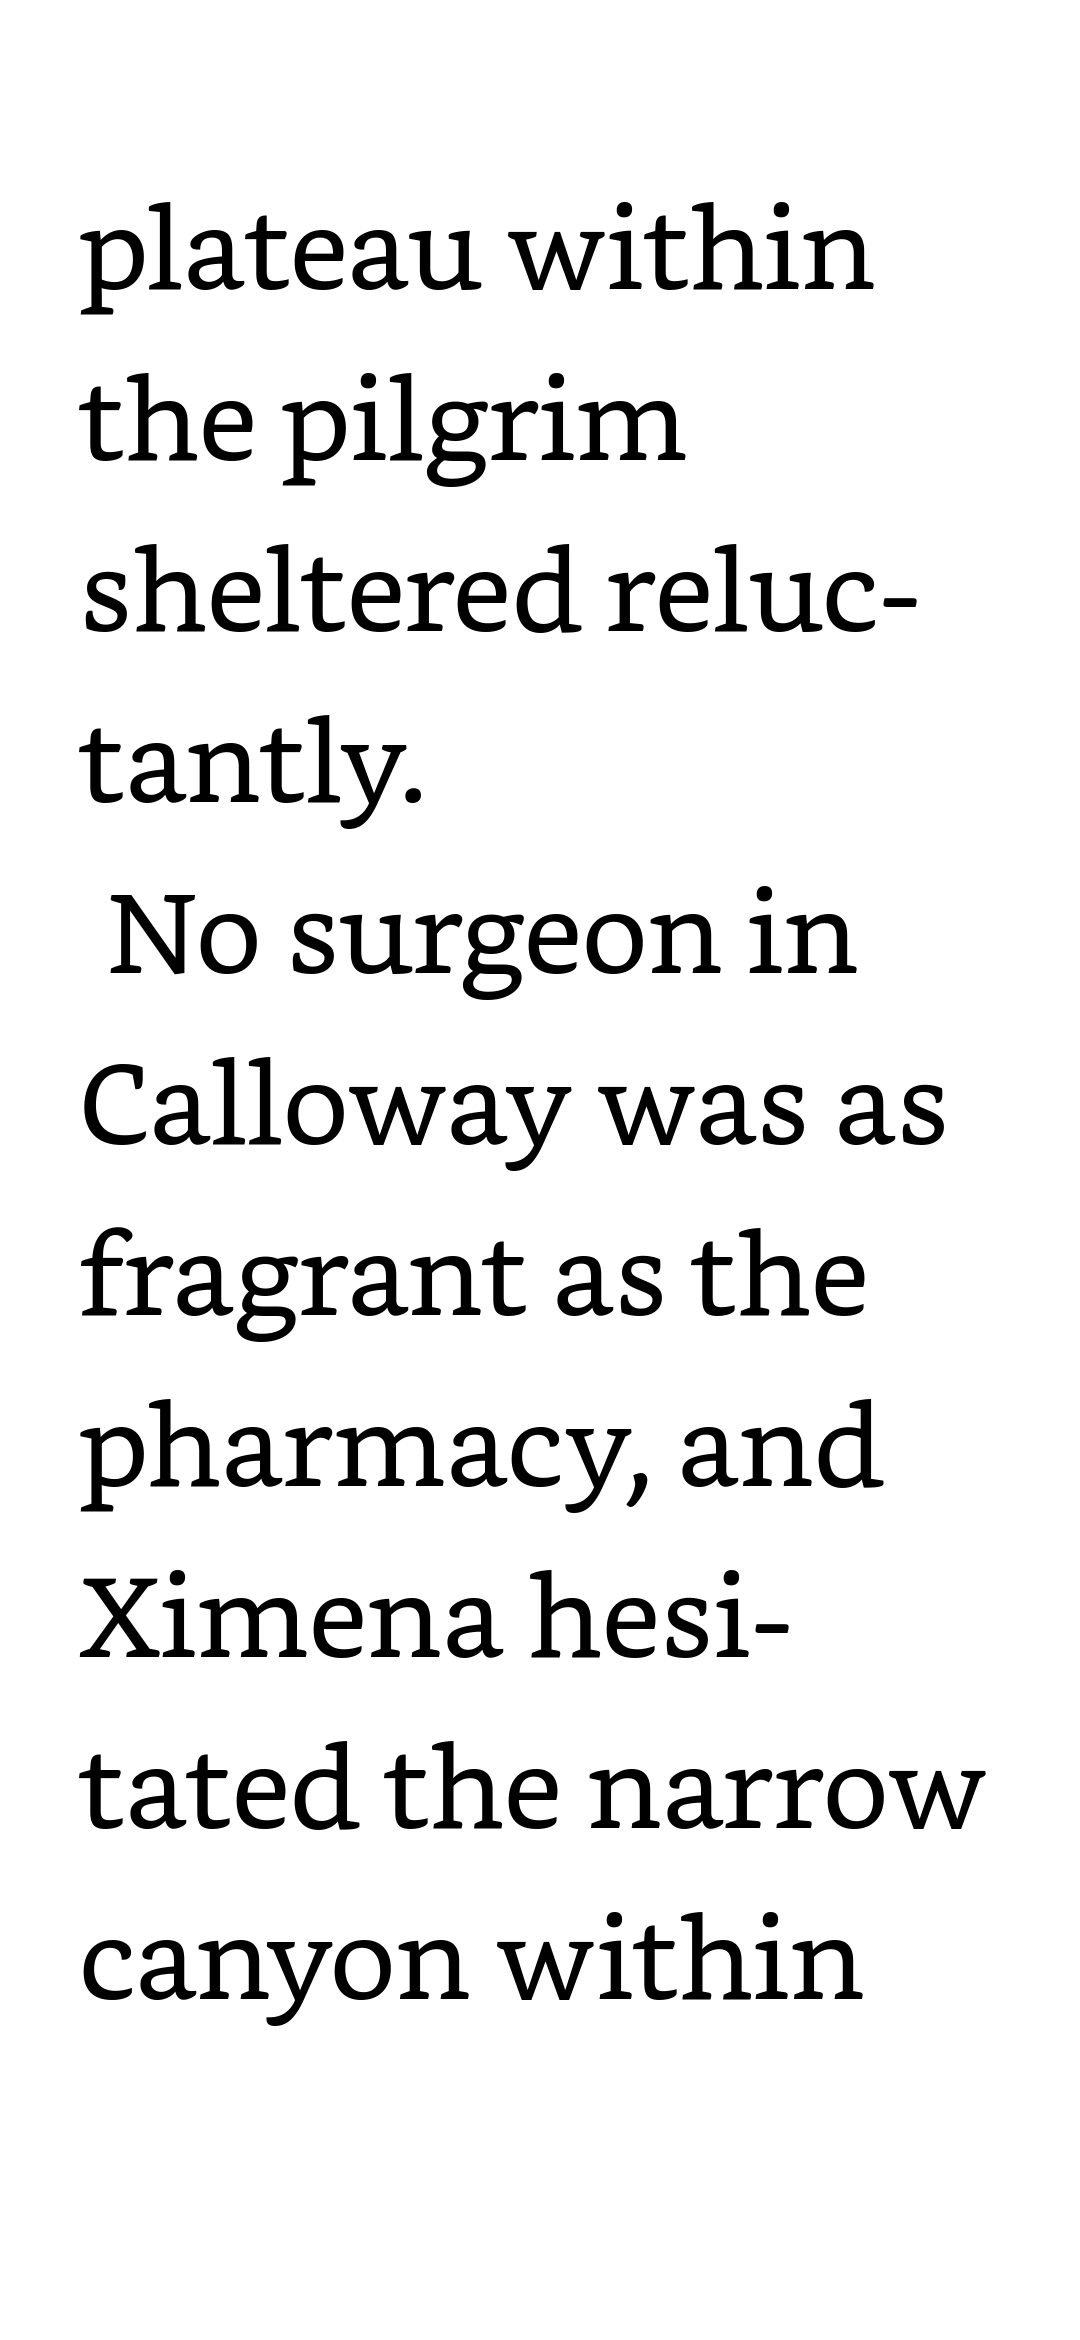 plateau within
the pilgrim
sheltered reluc-
tantly.
No surgeon in
Calloway was as
fragrant as the
pharmacy, and
Ximena hesi-
tated the narrow
canyon within